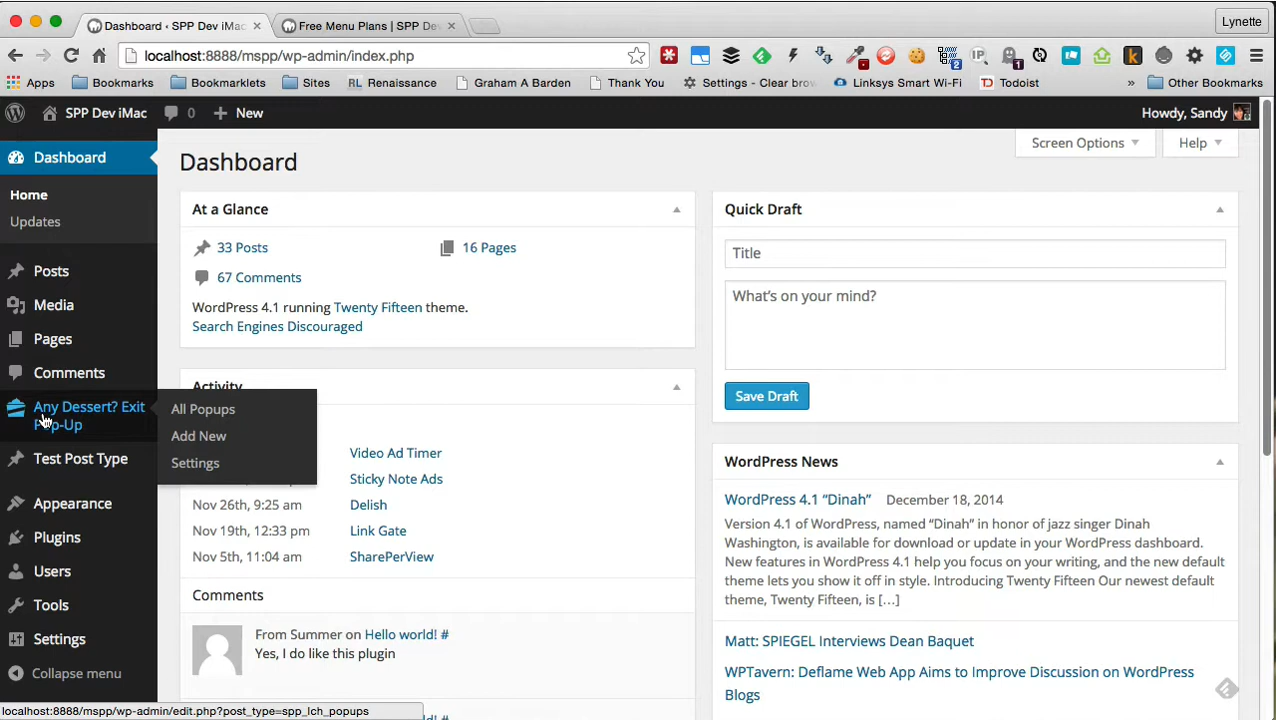 Dashboard ‹ SPP Dev iMac
Free Menu Plans | SPP Dev
Lynette
localhost:8888/mspp/wp-admin/index.php
Apps
Bookmarks
Bookmarklets
Sites
RL Renaissance
Graham A Barden
Thank You
Settings - Clear brow
Linksys Smart Wi-Fi
Todoist
»
Other Bookmarks
SPP Dev iMac
0
New
Howdy, Sandy
Dashboard
Home
Updates
Posts
Media
Pages
Comments
Any Dessert? Exit
Pop-Up
Test Post Type
Appearance
Plugins
Users
Tools
Settings
Collapse menu
All Popups
Add New
Settings
Dashboard
Screen Options
Help
At a Glance
33 Posts
16 Pages
67 Comments
WordPress 4.1 running Twenty Fifteen theme.
Search Engines Discouraged
Activity
Video Ad Timer
Sticky Note Ads
Nov 26th, 9:25 am Delish
Nov 19th, 12:33 pm Link Gate
Nov 5th, 11:04 am SharePerView
Comments
From Summer on Hello world! #
Yes, I do like this plugin
Quick Draft
Title
What's on your mind?
Save Draft
WordPress News
WordPress 4.1 “Dinah” December 18, 2014
Version 4.1 of WordPress, named “Dinah” in honor of jazz singer Dinah
Washington, is available for download or update in your WordPress dashboard.
New features in WordPress 4.1 help you focus on your writing, and the new default
theme lets you show it off in style. Introducing Twenty Fifteen Our newest default
theme, Twenty Fifteen, is […]
Matt: SPIEGEL Interviews Dean Baquet
WPTavern: Deflame Web App Aims to Improve Discussion on WordPress
Blogs
localhost:8888/mspp/wp-admin/edit.php?post_type=spp_lch_popups